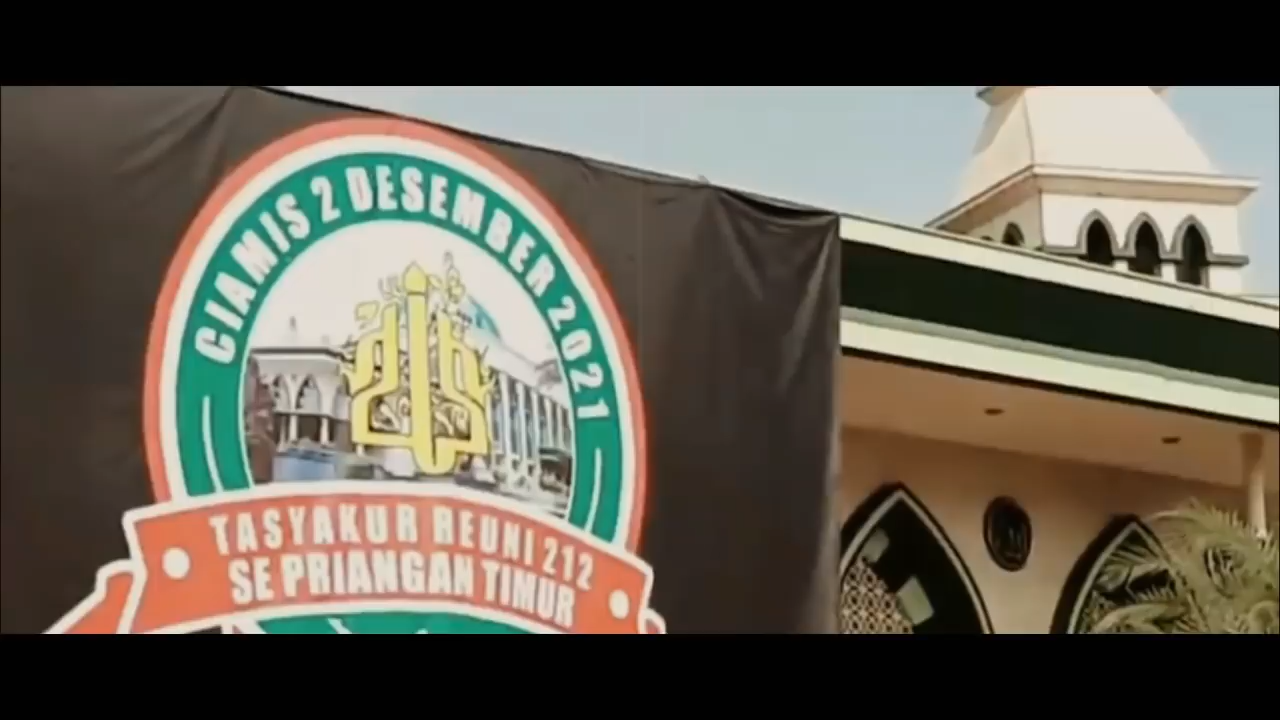 CIAMIS 2 DESEMBER 2021
TASYAKUR REUNI 212
SE PRIANGAN TIMUR